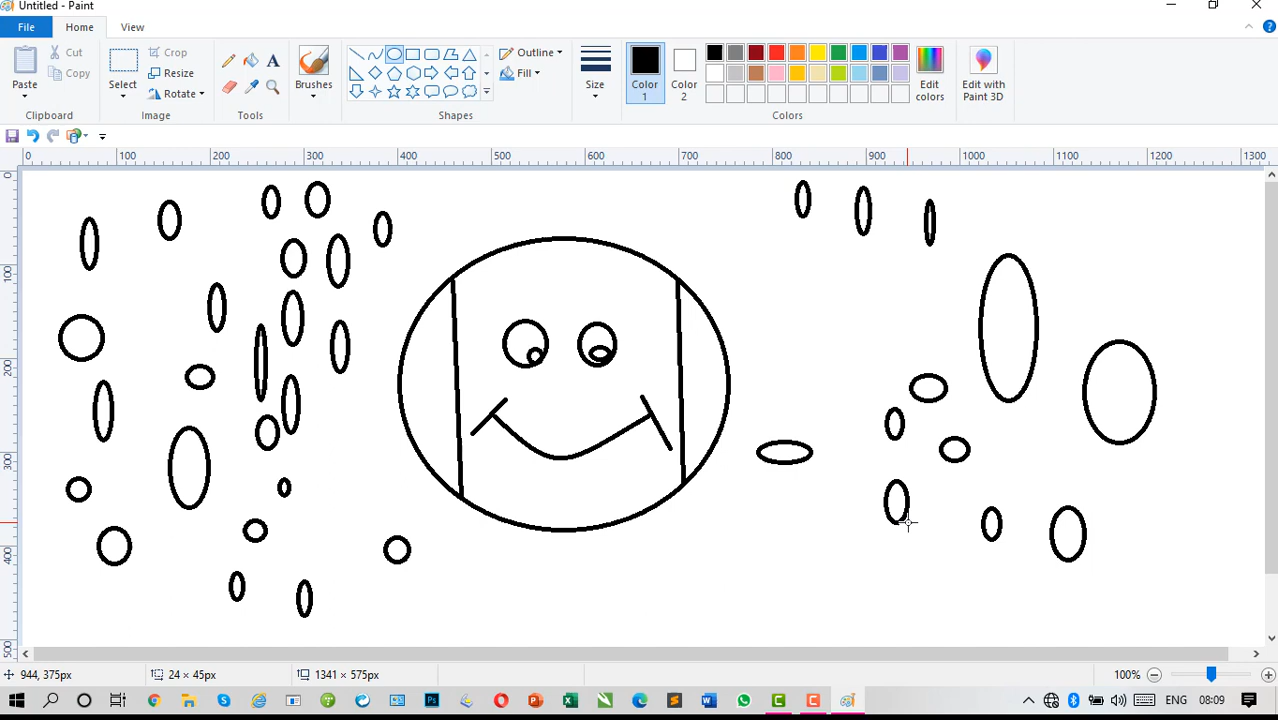 Untitled - Paint
File Home View
Paste
Cut
Copy
Clipboard
Select
Crop
Resize
Rotate
Image
A
Tools
Brushes
Outline
Fill
Shapes
Size
Color 1
Color 2
Edit colors
Colors
Edit with Paint 3D
0 100 200 300 400 500 600 700 800 900 1000 1100 1200 1300
0
100
200
300
400
500
944, 375px
24 × 45px
1341 × 575px
100%
ENG
08:09